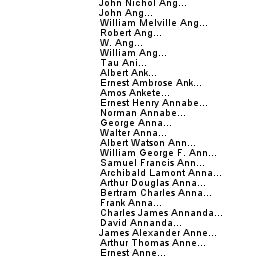 John Nichol Ang...
John Ang...
William Melville Ang...
Robert Ang...
W. Ang...
William Ang...
Tau Ani...
Albert Ank...
Ernest Ambrose Ank...
Amos Ankete...
Ernest Henry Annabe...
Norman Annabe...
George Anna...
Walter Anna...
Albert Watson Ann...
William George F. Ann...
Samuel Francis Ann...
Archibald Lamont Anna...
Arthur Douglas Anna...
Bertram Charles Anna...
Frank Anna...
Charles James Annanda...
David Annanda...
James Alexander Anne...
Arthur Thomas Anne...
Ernest Anne...